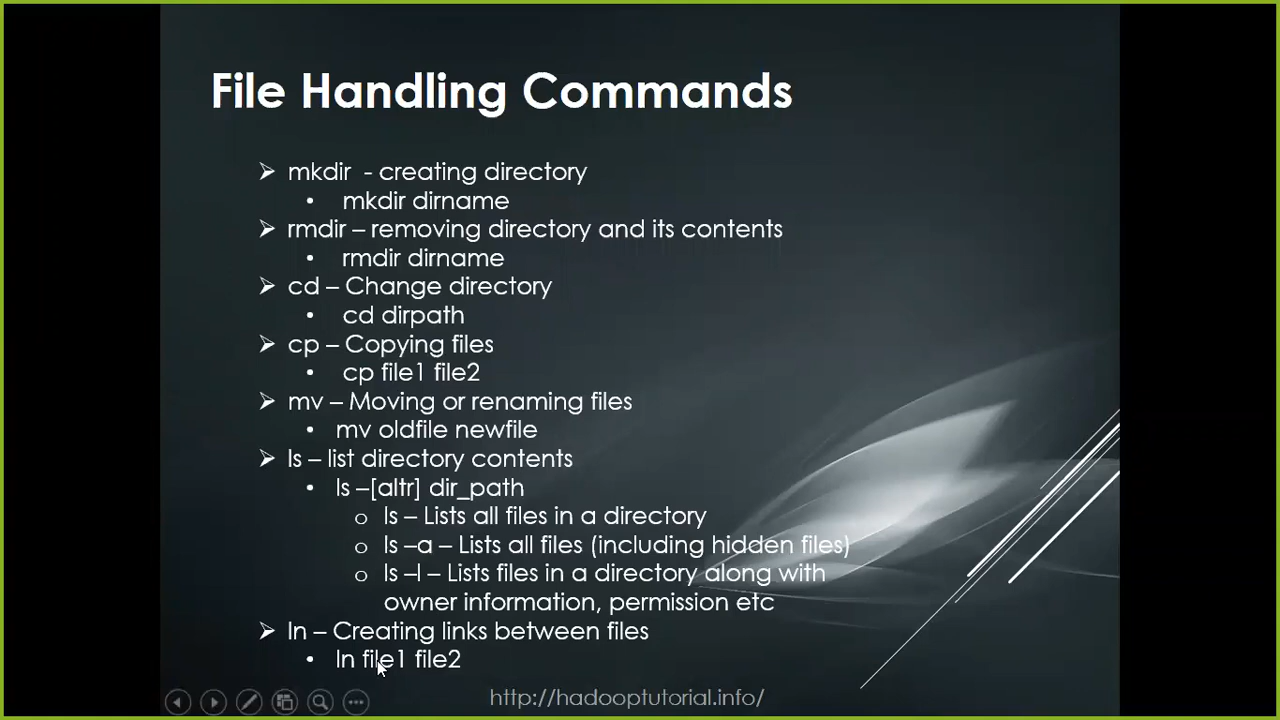 File Handling Commands
➢ mkdir - creating directory
• mkdir dirname
➢ rmdir – removing directory and its contents
• rmdir dirname
➢ cd – Change directory
• cd dirpath
➢ cp – Copying files
• cp file1 file2
➢ mv – Moving or renaming files
• mv oldfile newfile
➢ ls – list directory contents
• ls –[altr] dir_path
o ls – Lists all files in a directory
o ls –a – Lists all files (including hidden files)
o ls –l – Lists files in a directory along with
owner information, permission etc
➢ ln – Creating links between files
• ln file1 file2
http://hadooptutorial.info/